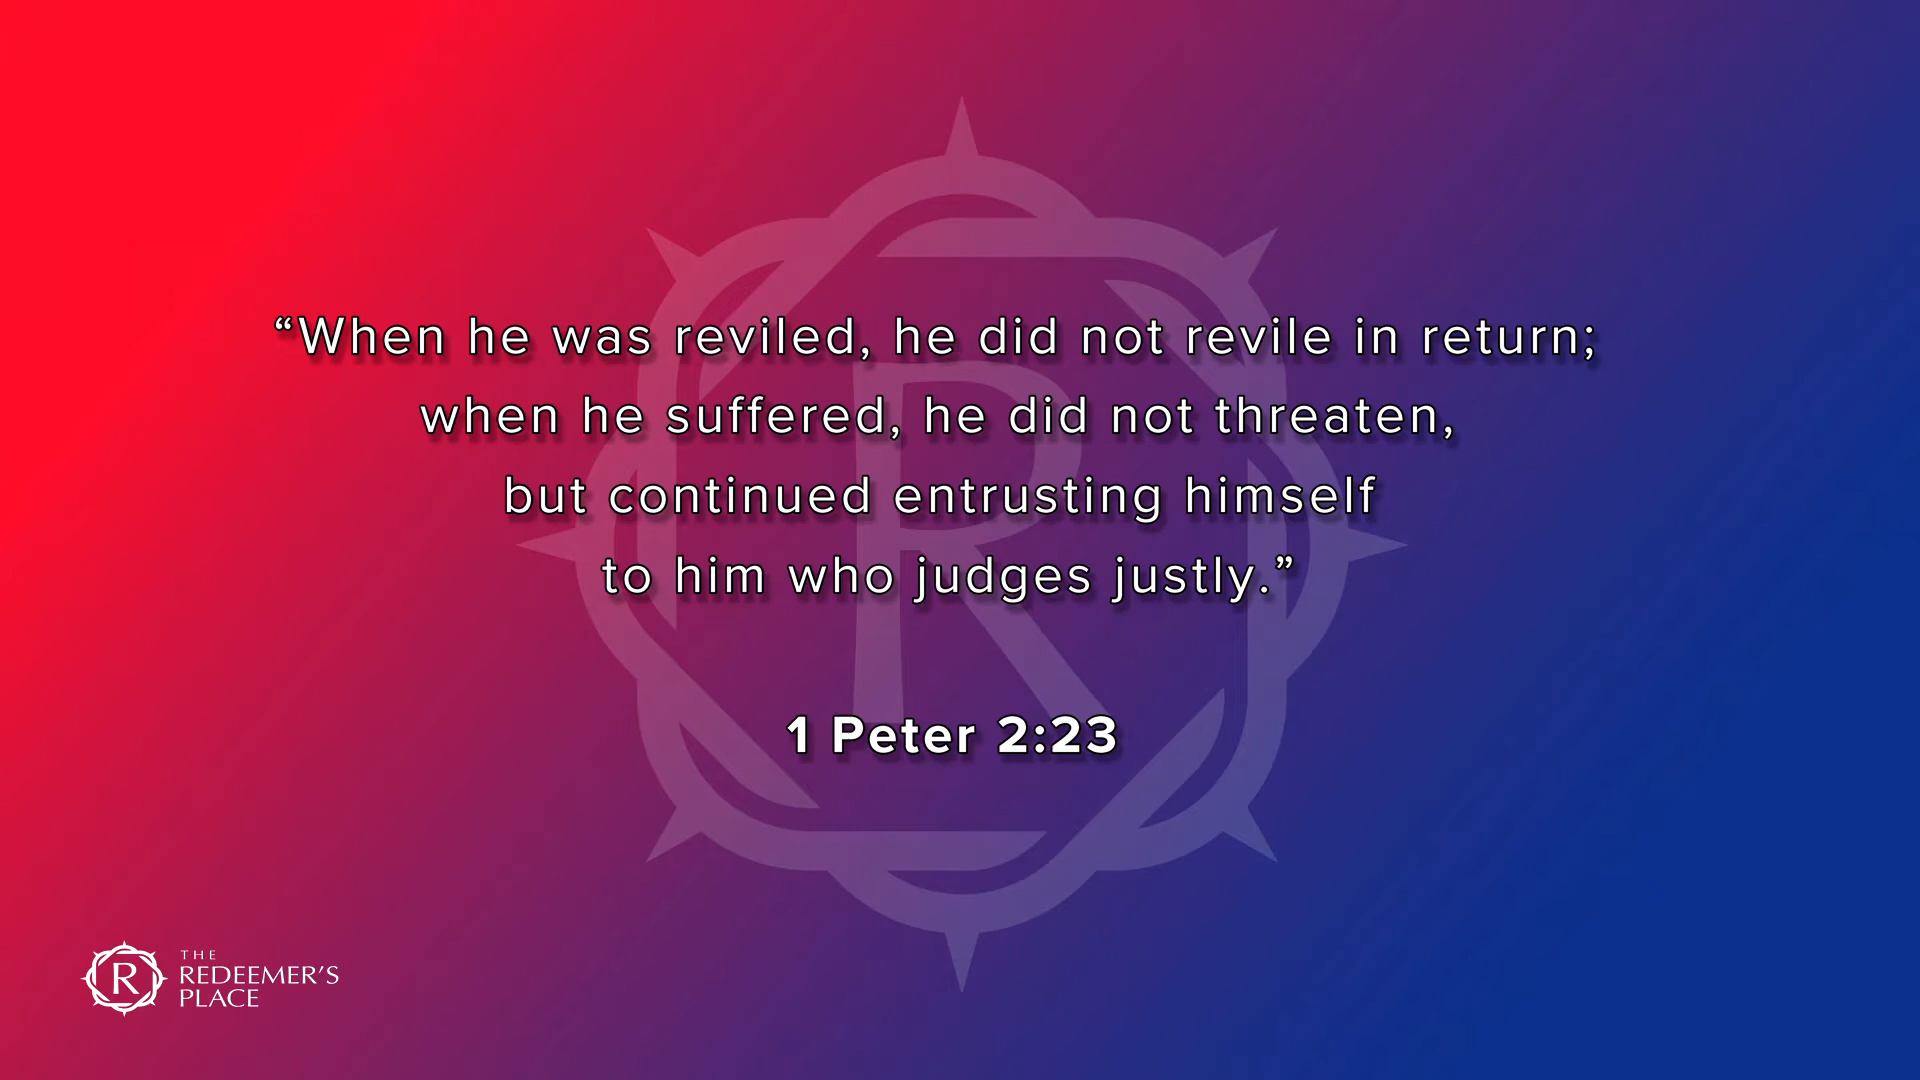 “When he was reviled, he did not revile in return;
when he suffered, he did not threaten,
but continued entrusting himself
to him who judges justly.”
1 Peter 2:23
R
R
THE
REDEEMER’S
PLACE